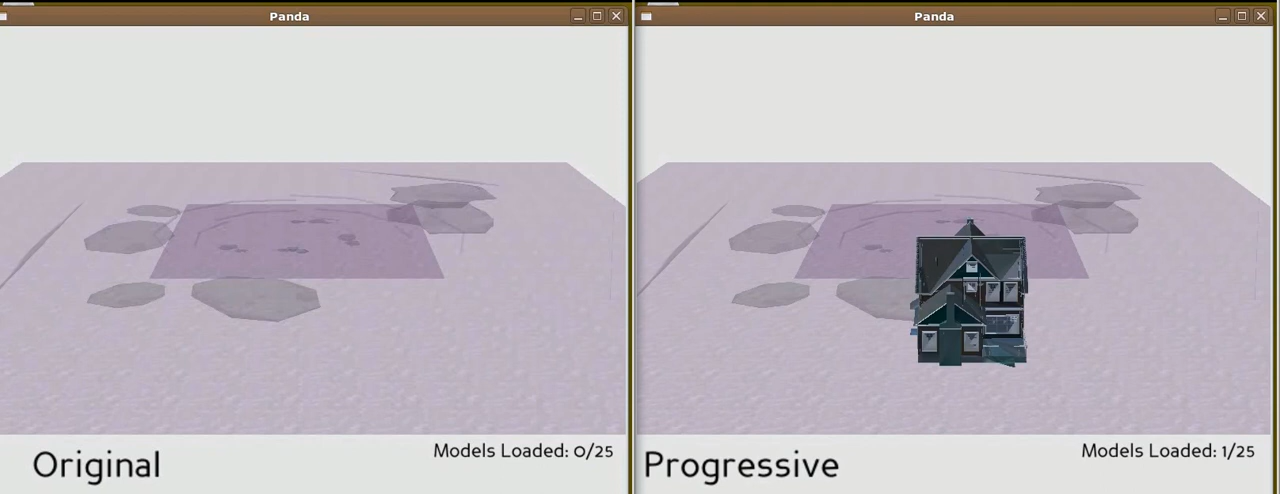 Panda
Panda
Original
Models Loaded: 0/25
Progressive
Models Loaded: 1/25